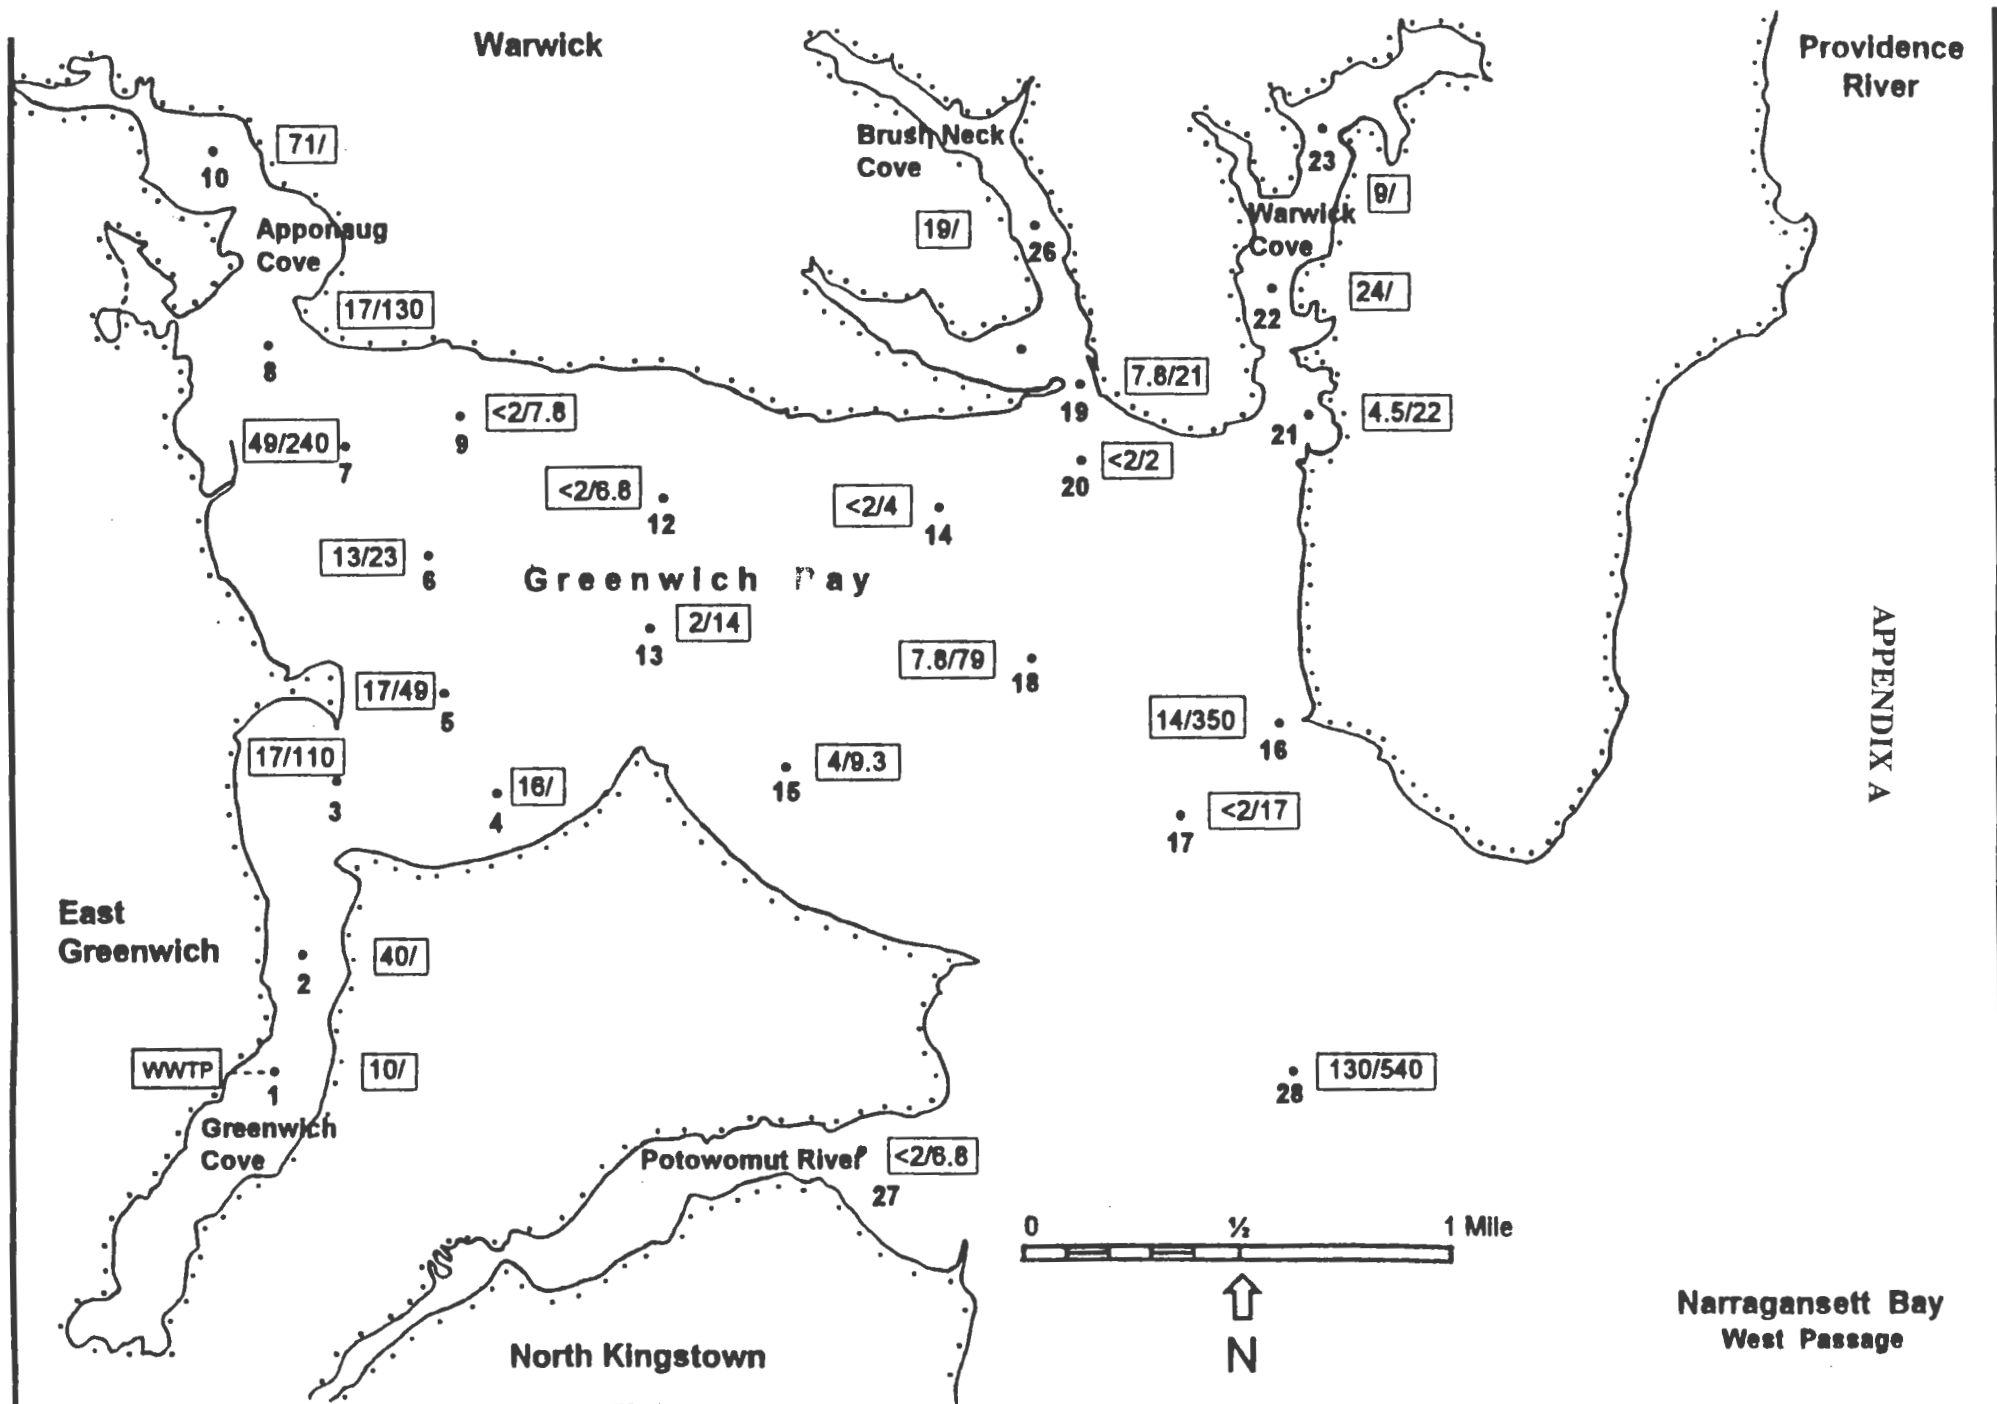 Warwick
Providence
River
71/
10
Brush Neck
Cove
23
9/
Apponaug
Cove
19/
26
Warwick
Cove
17/130
24/
22
8
7.8/21
19
<2/7.8
9
4.5/22
21
49/240
7
<2/2
20
<2/6.8
12
<2/4
14
13/23
6
Greenwich Bay
2/14
13
7.8/79
18
APPENDIX A
17/49
5
14/350
16
17/110
3
16/
4
4/9.3
15
<2/17
17
East
Greenwich
40/
2
WWTP
1
10/
130/540
28
Greenwich
Cove
Potowomut River
<2/6.8
27
0 ½ 1 Mile
N
North Kingstown
Narragansett Bay
West Passage